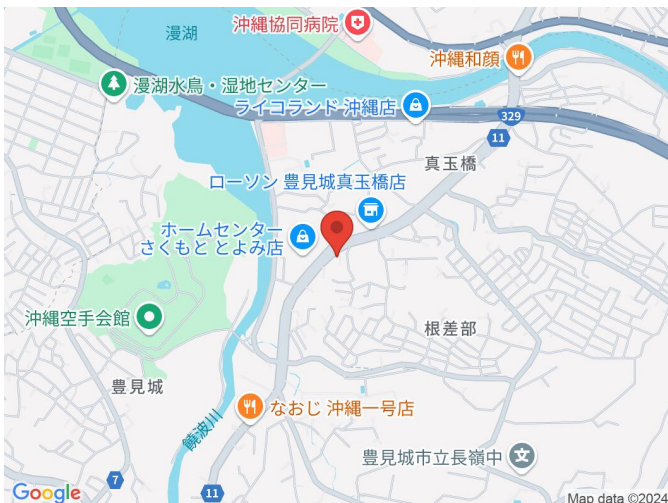 沖縄協同病院
漫湖
沖縄和顔
漫湖水鳥・湿地センター
ライコランド 沖縄店
329
11
真玉橋
ローソン 豊見城真玉橋店
ホームセンター
さくもと とよみ店
沖縄空手会館
根差部
豊見城
なおじ 沖縄一号店
饒波川
豊見城市立長嶺中
7
11
Google
Map data ©2024